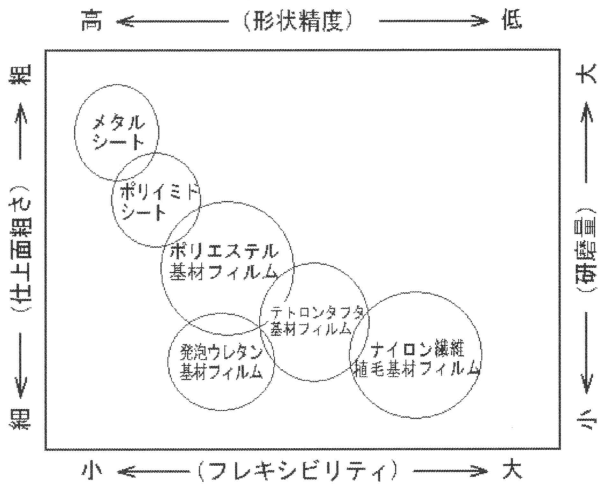 高 ←── (形状精度) ──→ 低
粗 ←── (仕上面粗さ) ──→ 細
大 ←── (研磨量) ──→ 小
メタル
シート
ポリイミド
シート
ポリエステル
基材フィルム
テトロンタフタ
基材フィルム
発泡ウレタン
基材フィルム
ナイロン繊維
植毛基材フィルム
小 ←── (フレキシビリティ) ──→ 大